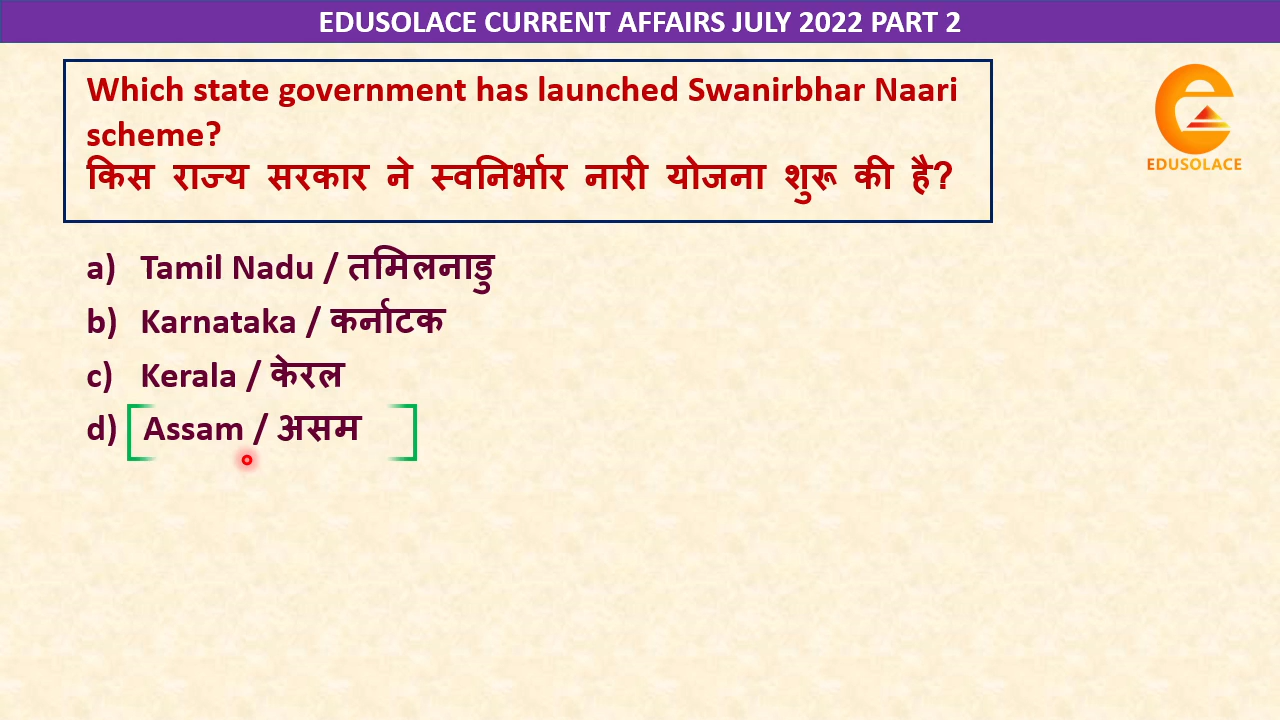 EDUSOLACE CURRENT AFFAIRS JULY 2022 PART 2
Which state government has launched Swanirbhar Naari
scheme?
किस राज्य सरकार ने स्वनिर्भार नारी योजना शुरू की है?
EDUSOLACE
a) Tamil Nadu / तमिलनाडु
b) Karnataka / कर्नाटक
c) Kerala / केरल
d) Assam / असम